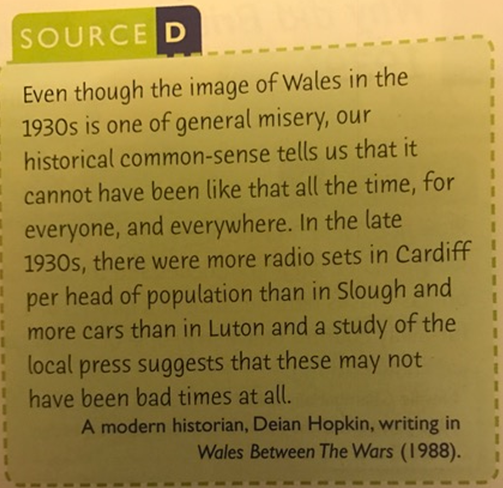 SOURCE D
Even though the image of Wales in the
1930s is one of general misery, our
historical common-sense tells us that it
cannot have been like that all the time, for
everyone, and everywhere. In the late
1930s, there were more radio sets in Cardiff
per head of population than in Slough and
more cars than in Luton and a study of the
local press suggests that these may not
have been bad times at all.
A modern historian, Deian Hopkin, writing in
Wales Between The Wars (1988).